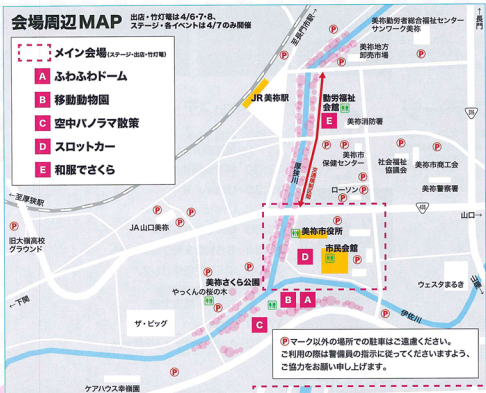 会場周辺MAP
出店・竹灯篭は4/6・7・8、
ステージ・各イベントは4/7のみ開催
メイン会場(ステージ・出店・竹灯篭)
A ふわふわドーム
B 移動動物園
C 空中パノラマ散策
D スロットカー
E 和服でさくら
至長門市駅→
美祢勤労者総合福祉センター
サンワーク美祢
↑長門
美祢地方
卸売市場
JR美祢駅
勤労福祉
会館
E
美祢消防署
316
厚狭川
美祢市
保健センター
社会福祉
協議会
美祢市商工会
ローソン
美祢警察署
←至厚狭駅
435
山口→
JA山口美祢
旧大嶺高校
グラウンド
美祢市役所
市民会館
D
美祢さくら公園
やっくんの桜の木
←下関
B A
ウェスタまるき
伊佐川
ザ・ビッグ
C
Pマーク以外の場所での駐車はご遠慮ください。
ご利用の際は警備員の指示に従ってくださいますよう、
ご協力をお願い申し上げます。
ケアハウス幸嶺園